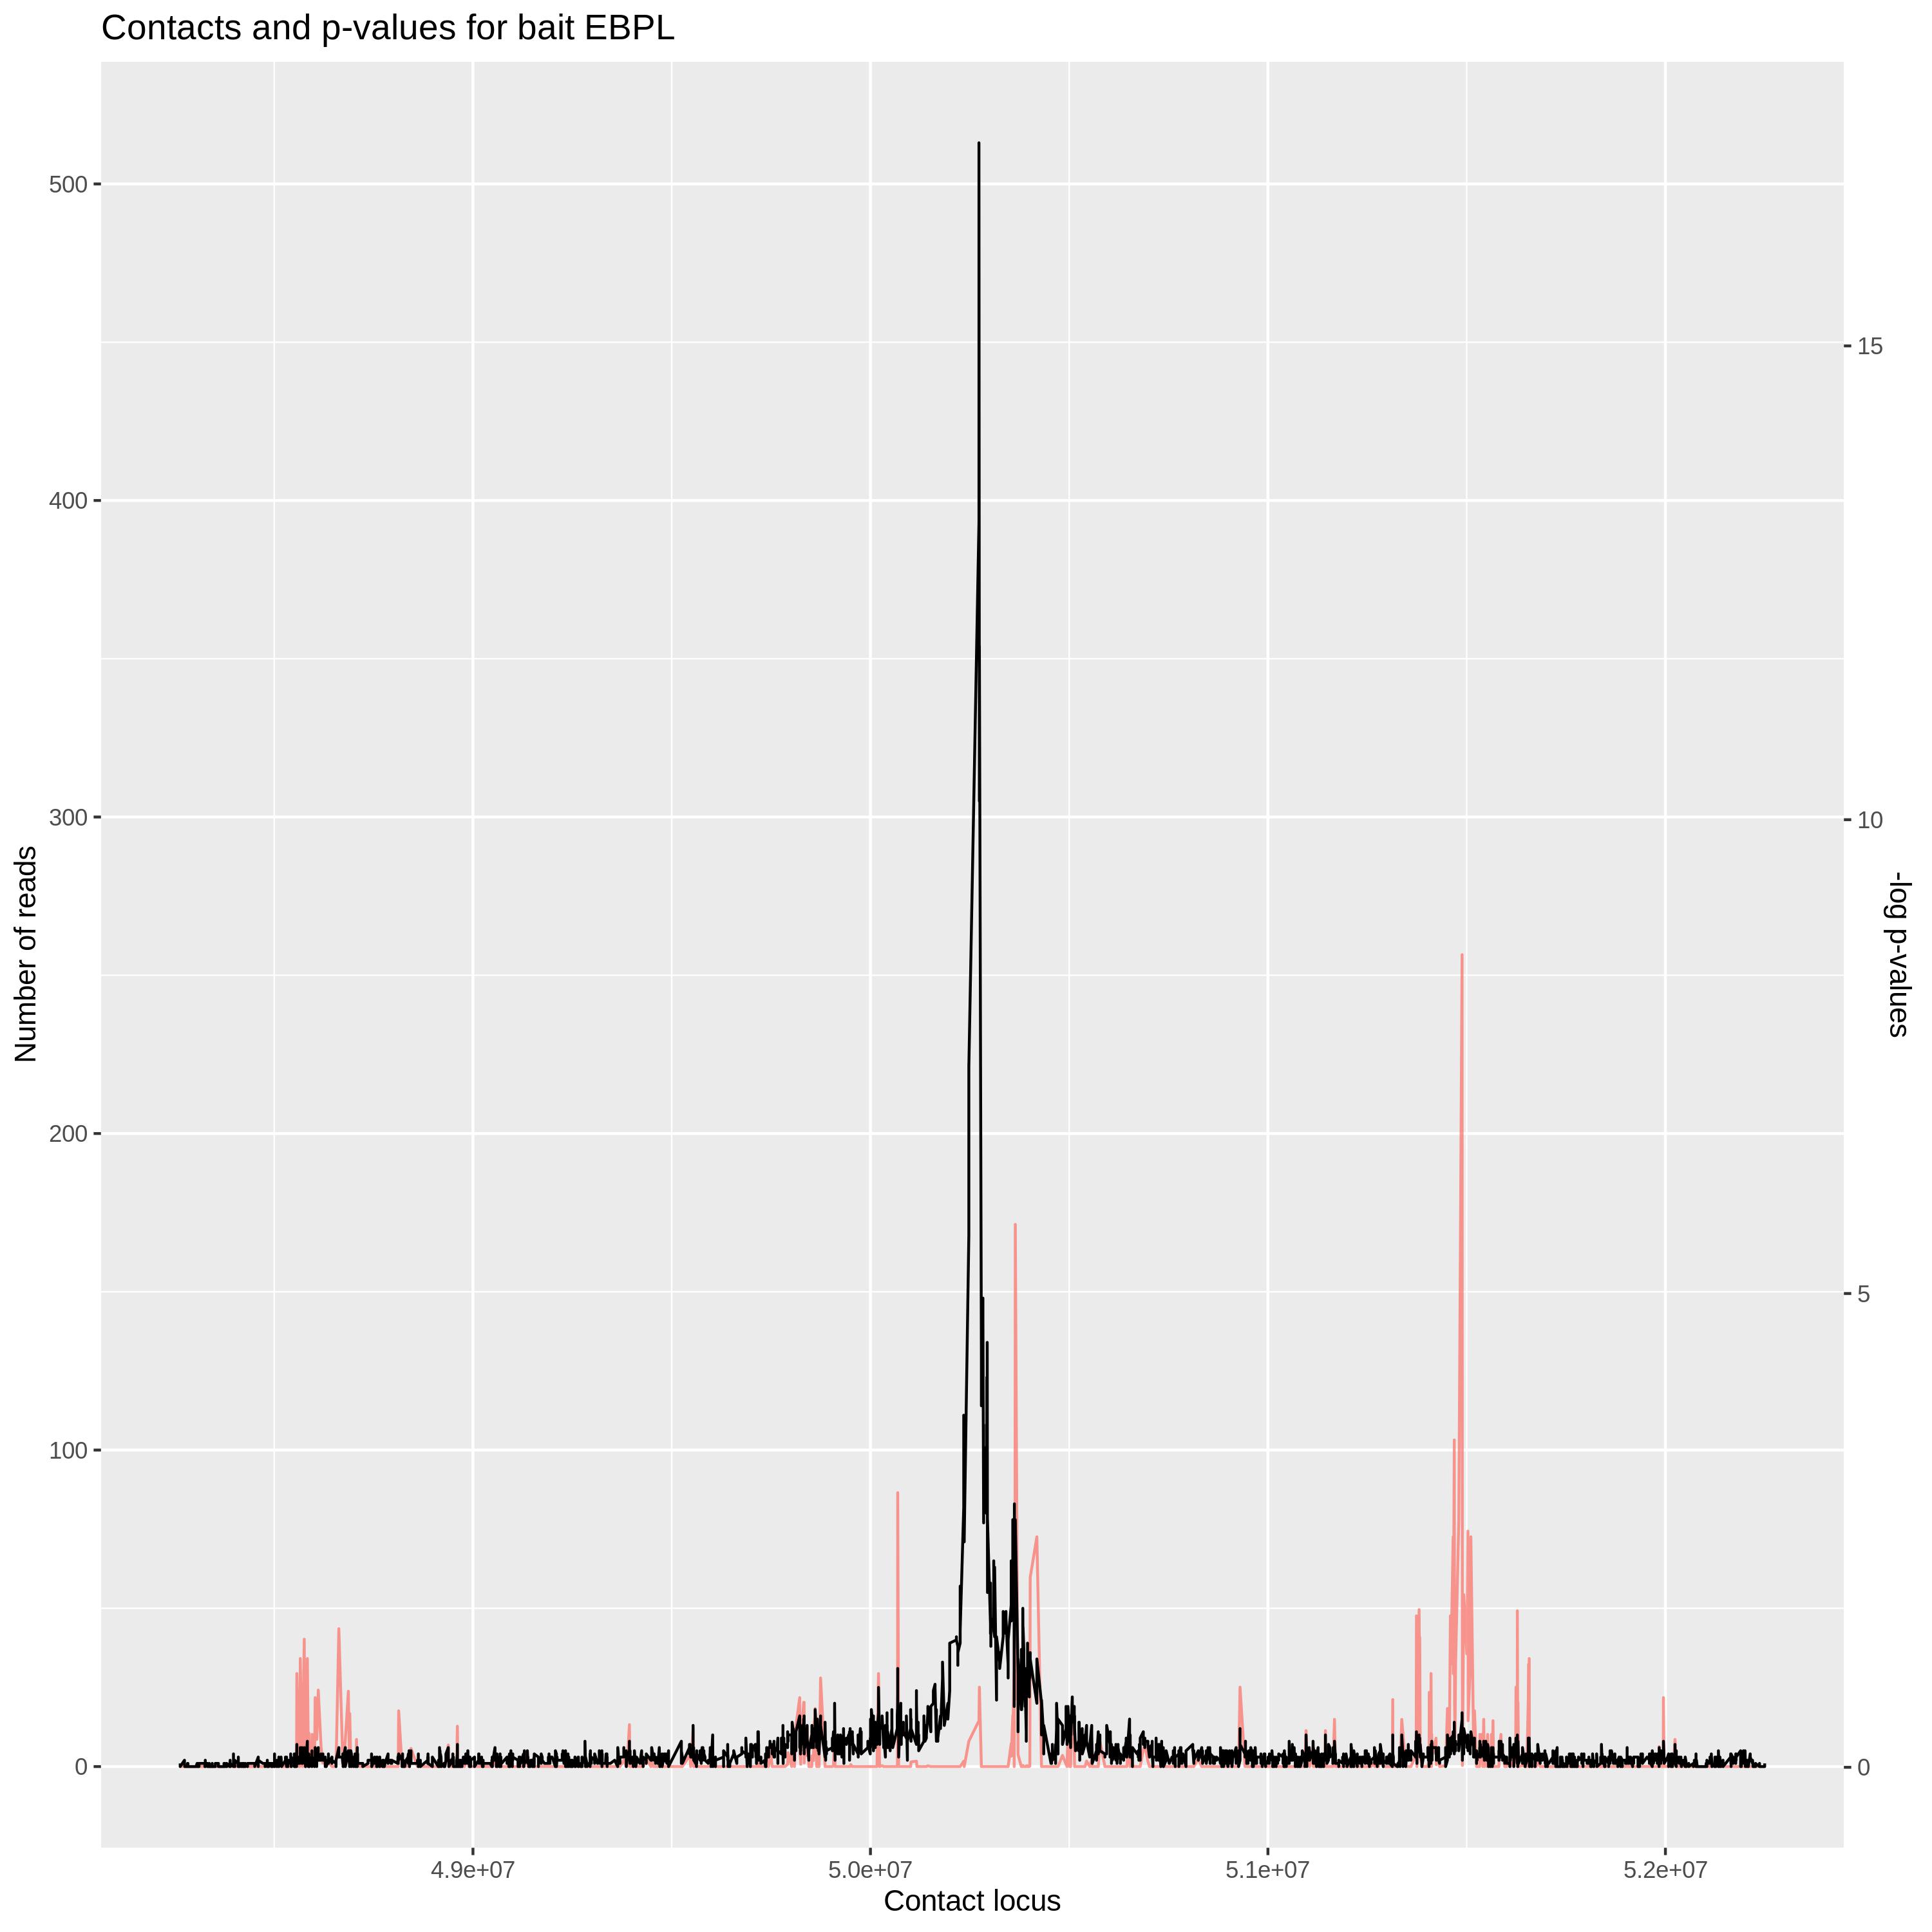 Contacts and p-values for bait EBPL
500
400
300
200
100
0
Number of reads
15
10
5
0
-log p-values
4.9e+07
5.0e+07
5.1e+07
5.2e+07
Contact locus